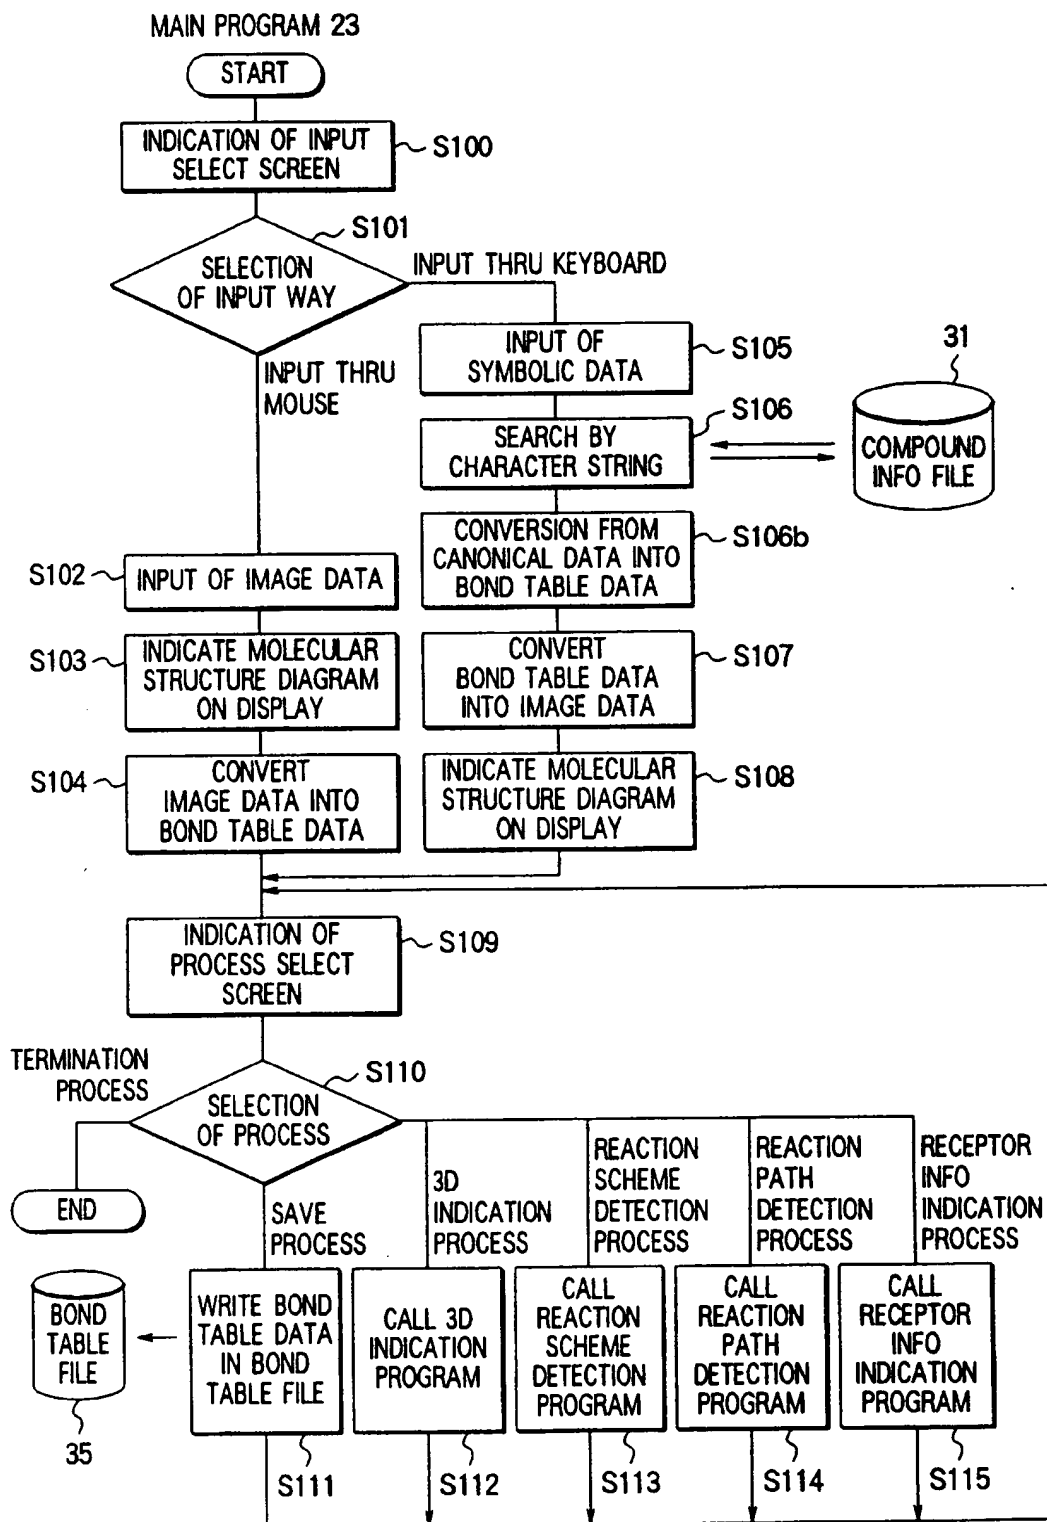 MAIN PROGRAM 23
START
INDICATION OF INPUT
SELECT SCREEN
S100
S101
SELECTION
OF INPUT WAY
INPUT THRU KEYBOARD
INPUT THRU
MOUSE
INPUT OF
SYMBOLIC DATA
S105
SEARCH BY
CHARACTER STRING
S106
31
COMPOUND
INFO FILE
CONVERSION FROM
CANONICAL DATA INTO
BOND TABLE DATA
S106b
S102
INPUT OF IMAGE DATA
S103
INDICATE MOLECULAR
STRUCTURE DIAGRAM
ON DISPLAY
CONVERT
BOND TABLE DATA
INTO IMAGE DATA
S107
S104
CONVERT
IMAGE DATA INTO
BOND TABLE DATA
INDICATE MOLECULAR
STRUCTURE DIAGRAM
ON DISPLAY
S108
INDICATION OF
PROCESS SELECT
SCREEN
S109
TERMINATION
PROCESS
S110
SELECTION
OF PROCESS
END
SAVE
PROCESS
3D
INDICATION
PROCESS
REACTION
SCHEME
DETECTION
PROCESS
REACTION
PATH
DETECTION
PROCESS
RECEPTOR
INFO
INDICATION
PROCESS
BOND
TABLE
FILE
35
WRITE BOND
TABLE DATA
IN BOND
TABLE FILE
CALL 3D
INDICATION
PROGRAM
CALL
REACTION
SCHEME
DETECTION
PROGRAM
CALL
REACTION
PATH
DETECTION
PROGRAM
CALL
RECEPTOR
INFO
INDICATION
PROGRAM
S111
S112
S113
S114
S115